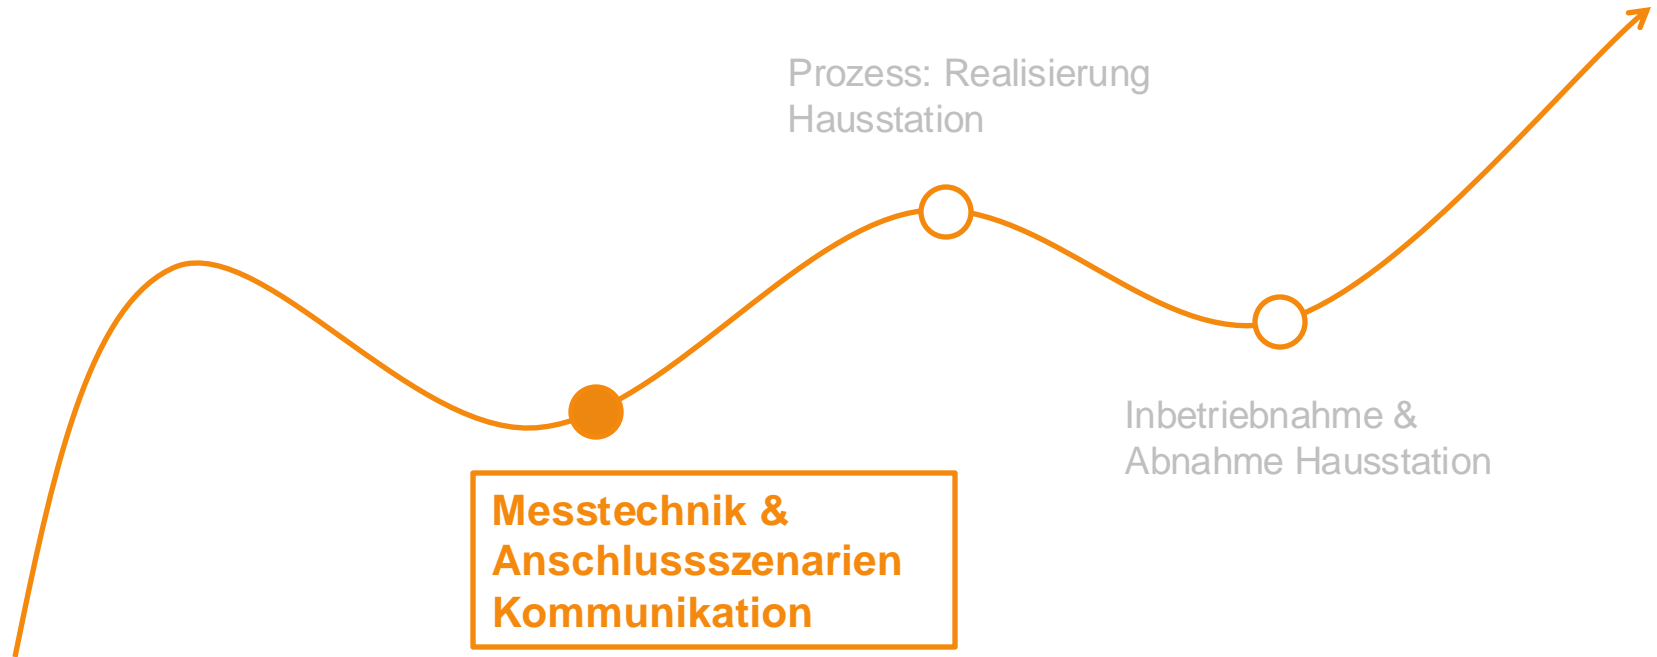 Prozess: Realisierung
Hausstation
Messtechnik &
Anschlussszenarien
Kommunikation
Inbetriebnahme &
Abnahme Hausstation